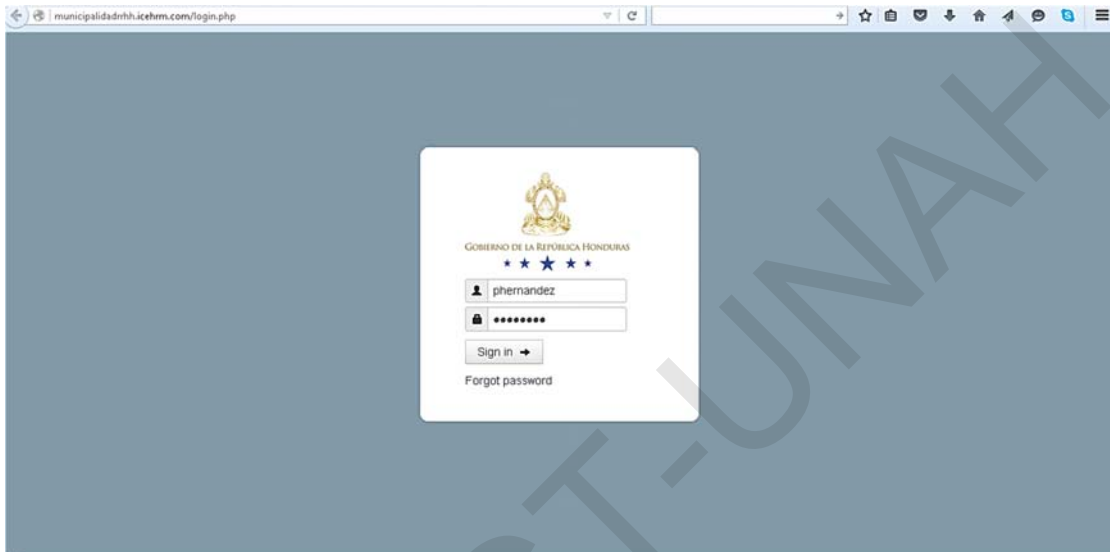 municipalidadrrhh.icehrm.com/login.php
GOBIERNO DE LA REPÚBLICA HONDURAS
phernandez
••••••••
Sign in
Forgot password
T-UNAH